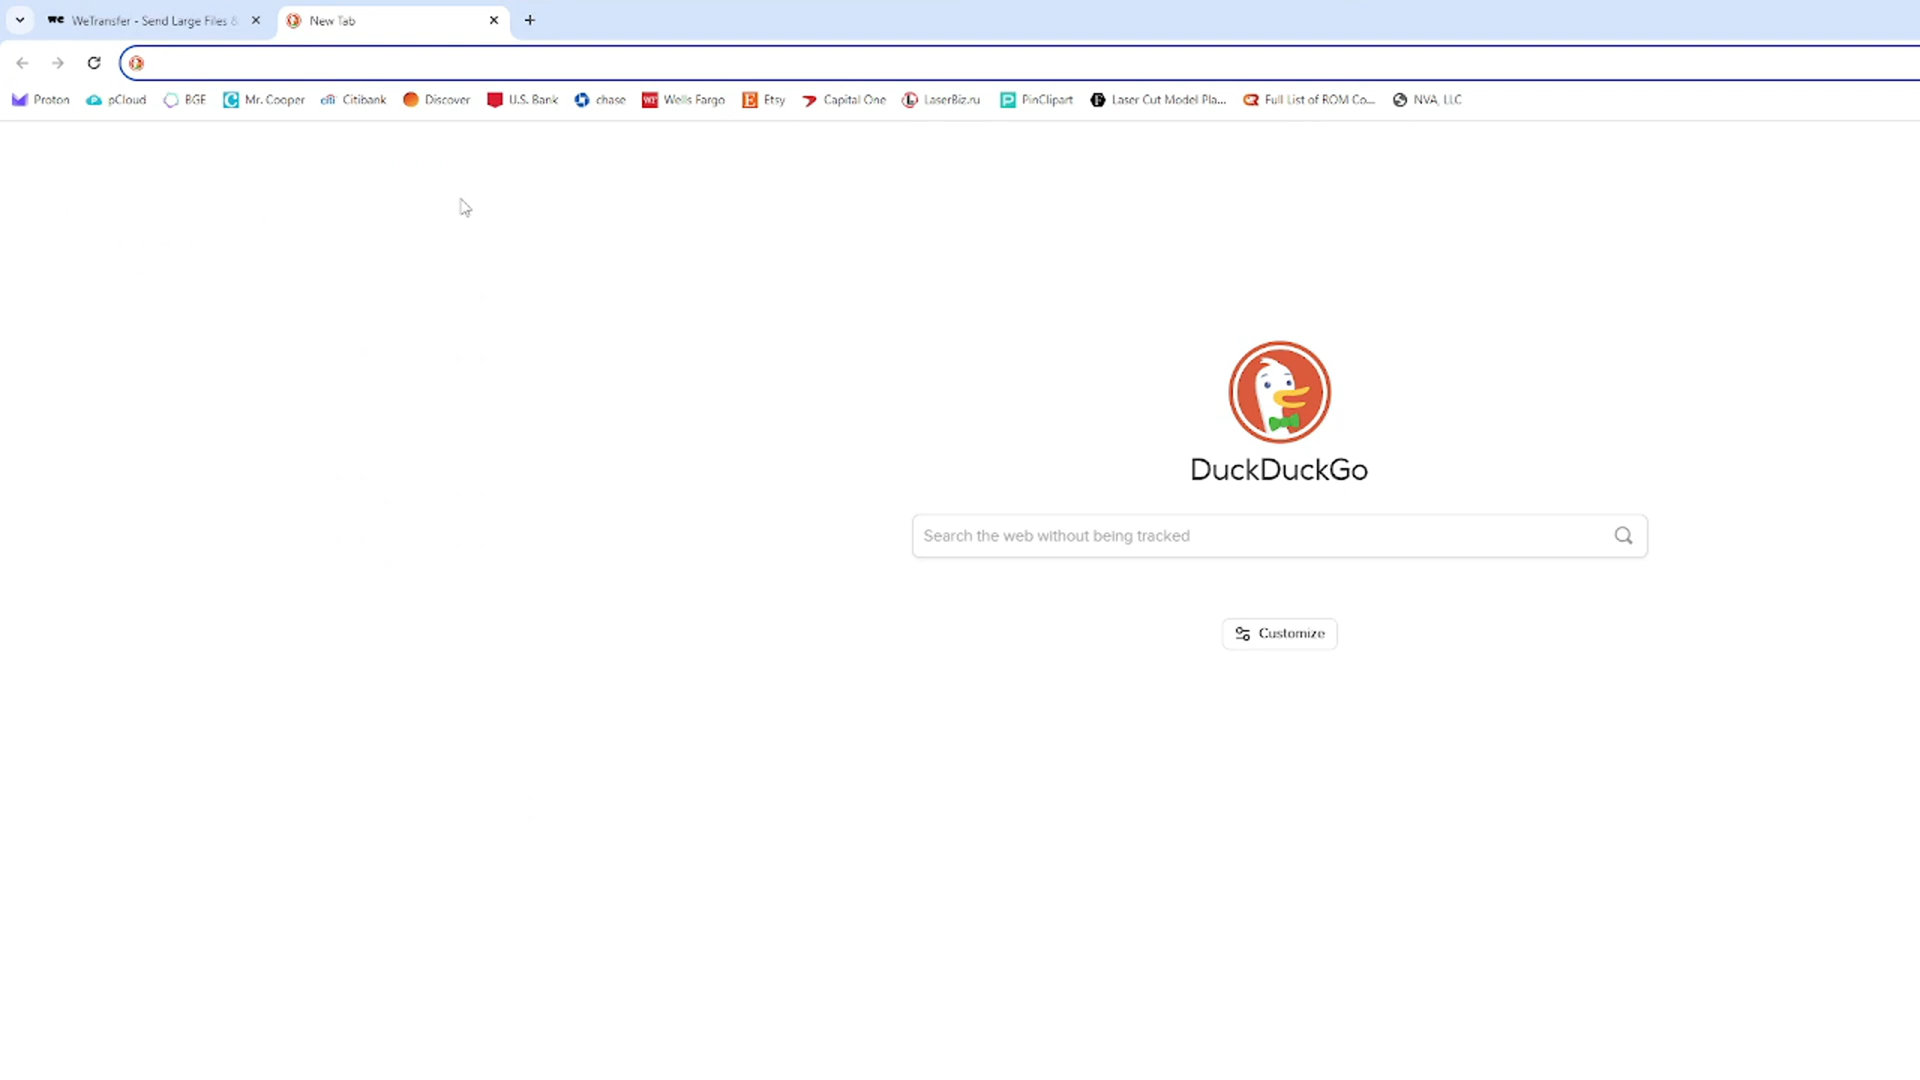 WeTransfer - Send Large Files &
New Tab
Proton pCloud BGE Mr. Cooper citi Citibank Discover U.S. Bank chase WF Wells Fargo E Etsy Capital One LaserBiz.ru PinClipart Laser Cut Model Pla... Full List of ROM Co... NVA, LLC
DuckDuckGo
Search the web without being tracked
Customize